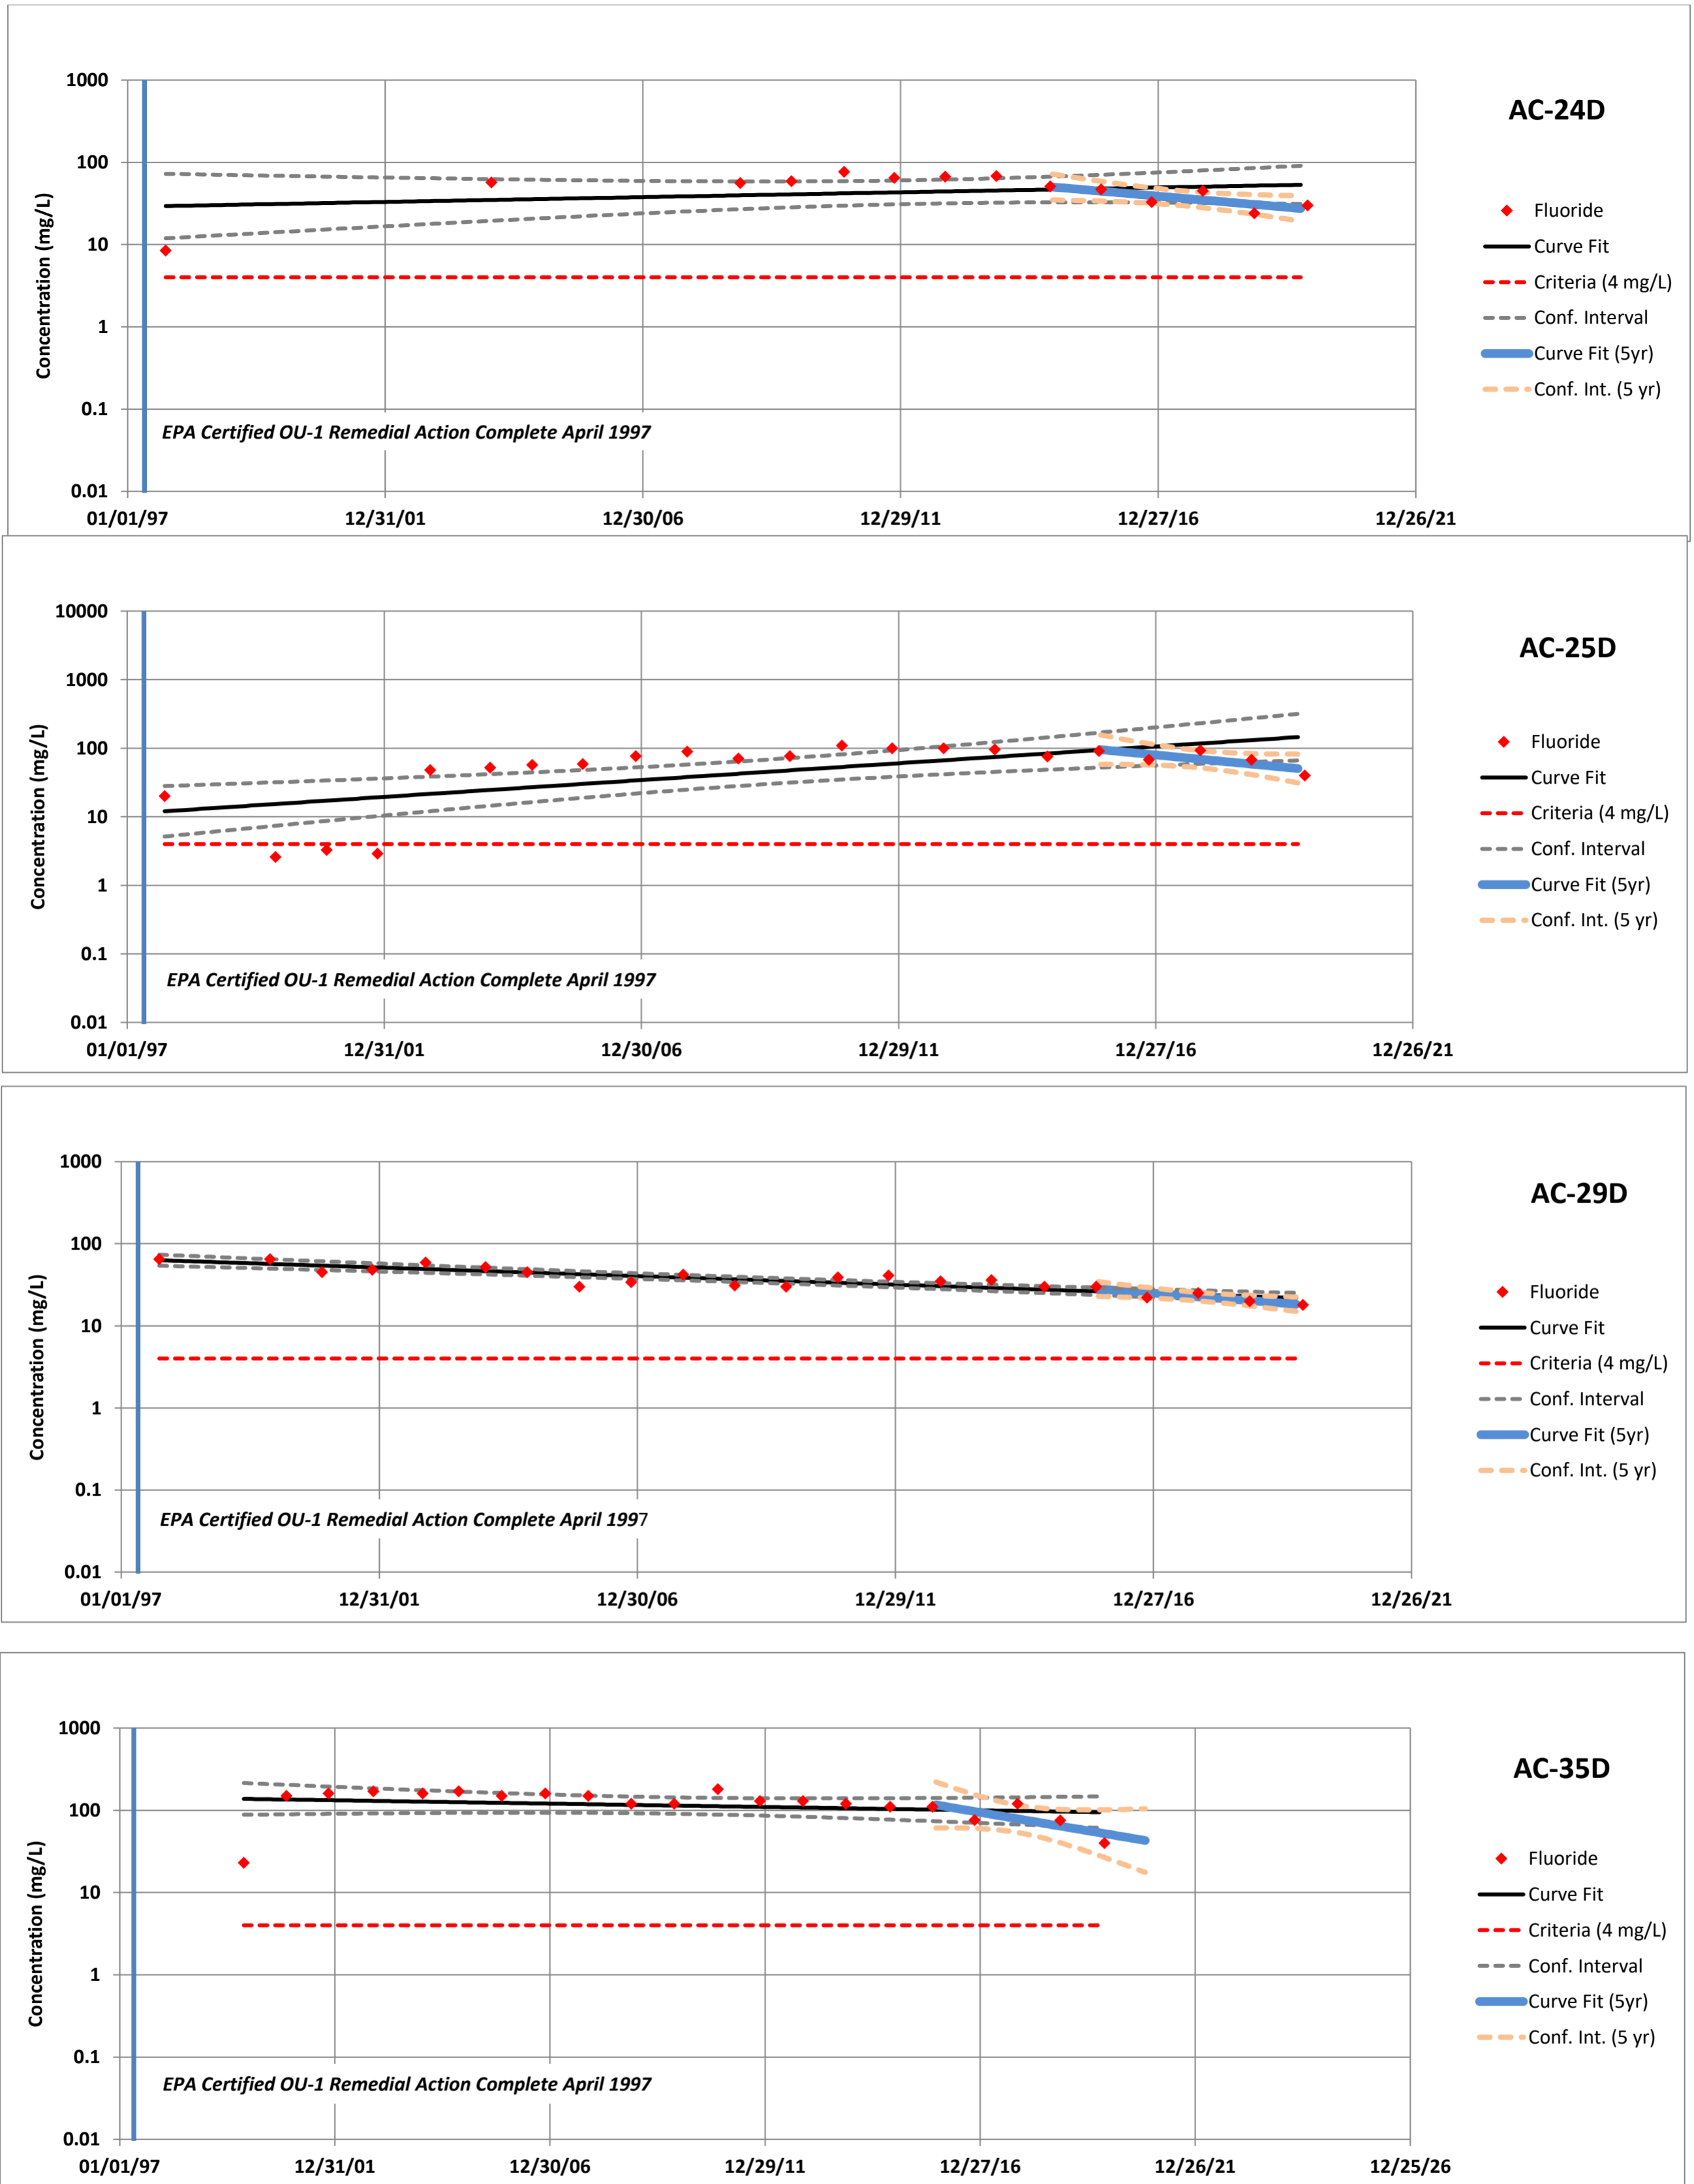 AC-24D
Concentration (mg/L)
1000
100
10
1
0.1
0.01
EPA Certified OU-1 Remedial Action Complete April 1997
01/01/97 12/31/01 12/30/06 12/29/11 12/27/16 12/26/21
Fluoride
Curve Fit
Criteria (4 mg/L)
Conf. Interval
Curve Fit (5yr)
Conf. Int. (5 yr)
AC-25D
Concentration (mg/L)
10000
1000
100
10
1
0.1
0.01
EPA Certified OU-1 Remedial Action Complete April 1997
01/01/97 12/31/01 12/30/06 12/29/11 12/27/16 12/26/21
Fluoride
Curve Fit
Criteria (4 mg/L)
Conf. Interval
Curve Fit (5yr)
Conf. Int. (5 yr)
AC-29D
Concentration (mg/L)
1000
100
10
1
0.1
0.01
EPA Certified OU-1 Remedial Action Complete April 1997
01/01/97 12/31/01 12/30/06 12/29/11 12/27/16 12/26/21
Fluoride
Curve Fit
Criteria (4 mg/L)
Conf. Interval
Curve Fit (5yr)
Conf. Int. (5 yr)
AC-35D
Concentration (mg/L)
1000
100
10
1
0.1
0.01
EPA Certified OU-1 Remedial Action Complete April 1997
01/01/97 12/31/01 12/30/06 12/29/11 12/27/16 12/26/21 12/25/26
Fluoride
Curve Fit
Criteria (4 mg/L)
Conf. Interval
Curve Fit (5yr)
Conf. Int. (5 yr)